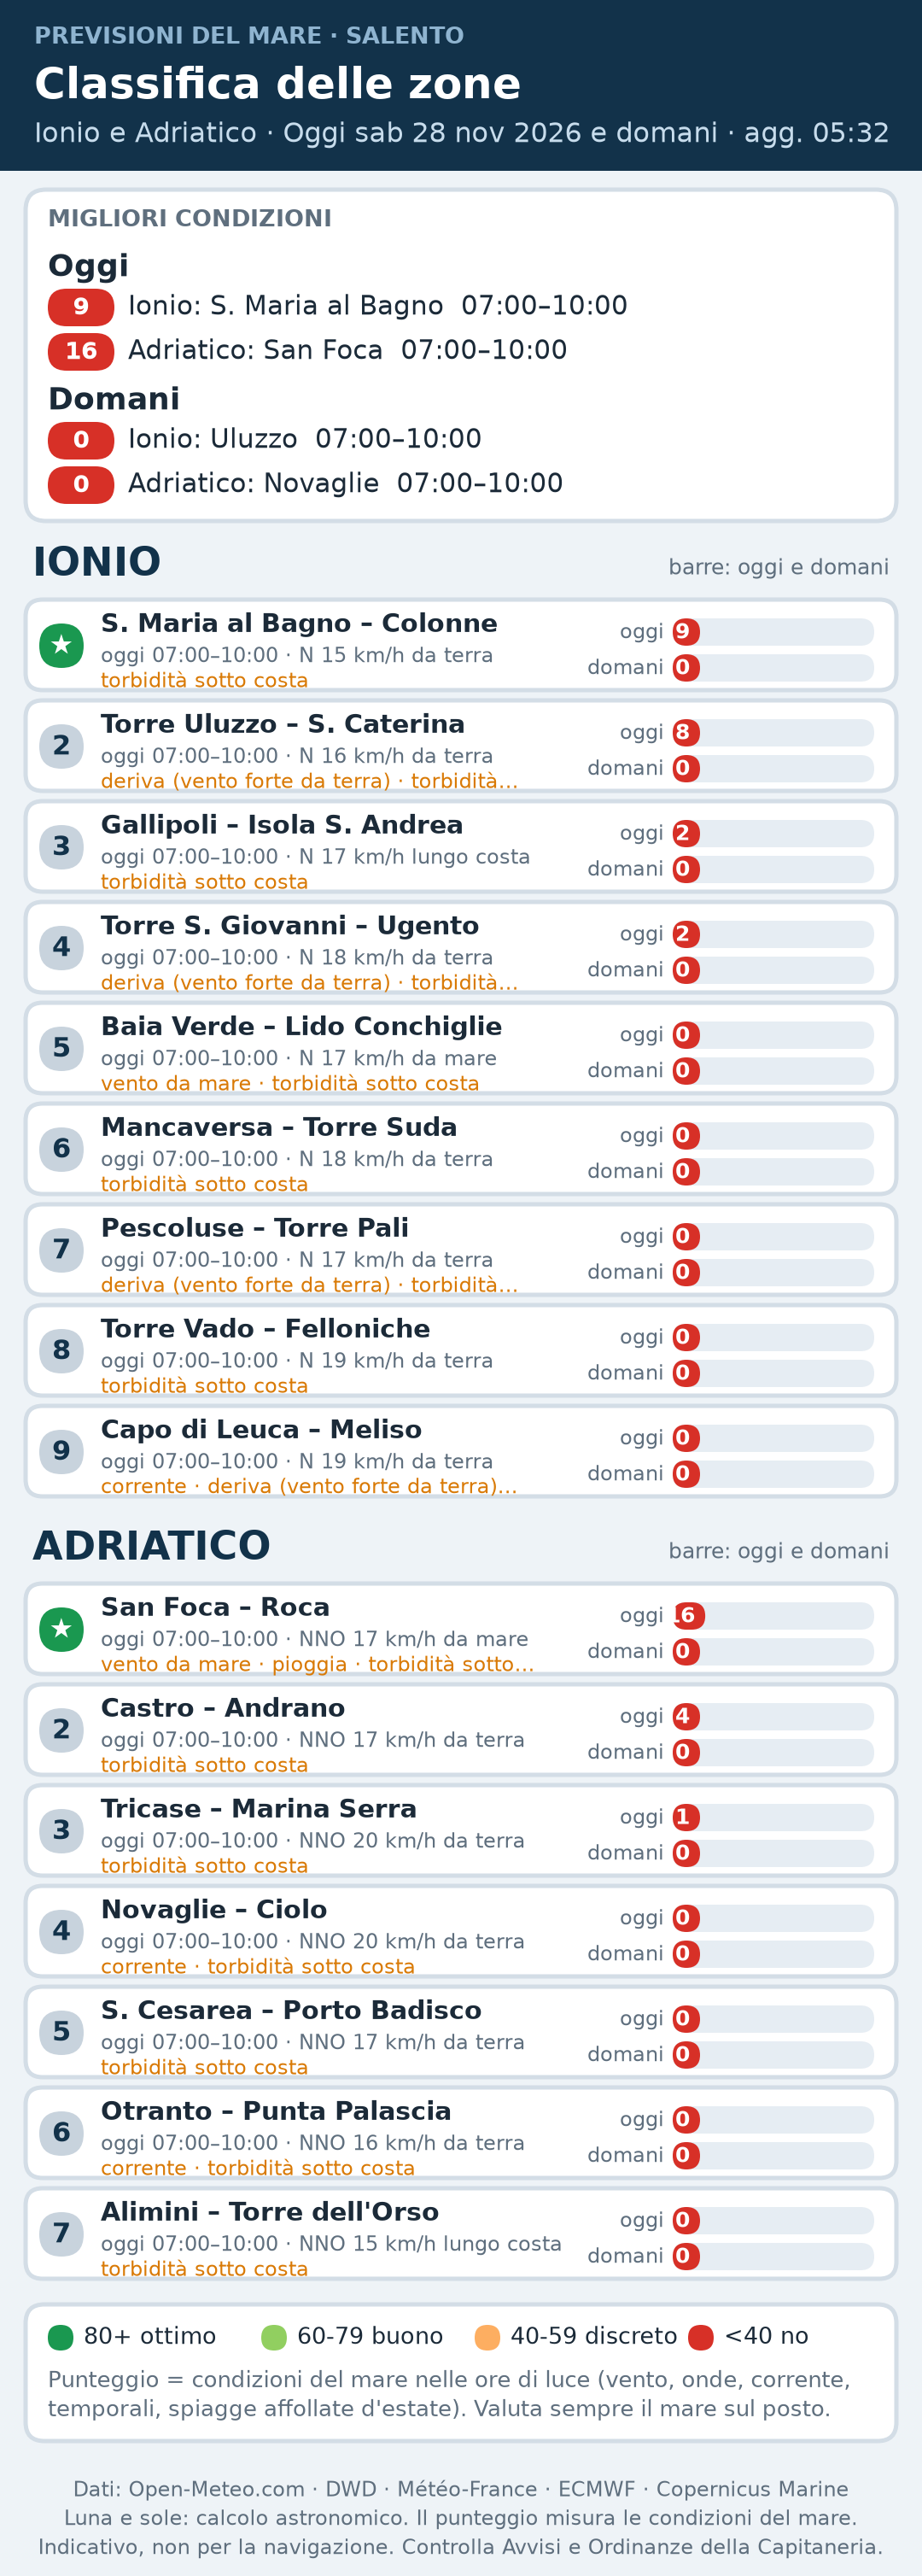 PREVISIONI DEL MARE · SALENTO
Classifica delle zone
Ionio e Adriatico · Oggi sab 28 nov 2026 e domani · agg. 05:32
MIGLIORI CONDIZIONI
Oggi
9 Ionio: S. Maria al Bagno 07:00–10:00
16 Adriatico: San Foca 07:00–10:00
Domani
0 Ionio: Uluzzo 07:00–10:00
0 Adriatico: Novaglie 07:00–10:00
IONIO barre: oggi e domani
★ S. Maria al Bagno – Colonne
oggi 07:00–10:00 · N 15 km/h da terra
torbidità sotto costa
oggi 9
domani 0
2 Torre Uluzzo – S. Caterina
oggi 07:00–10:00 · N 16 km/h da terra
deriva (vento forte da terra) · torbidità…
oggi 8
domani 0
3 Gallipoli – Isola S. Andrea
oggi 07:00–10:00 · N 17 km/h lungo costa
torbidità sotto costa
oggi 2
domani 0
4 Torre S. Giovanni – Ugento
oggi 07:00–10:00 · N 18 km/h da terra
deriva (vento forte da terra) · torbidità…
oggi 2
domani 0
5 Baia Verde – Lido Conchiglie
oggi 07:00–10:00 · N 17 km/h da mare
vento da mare · torbidità sotto costa
oggi 0
domani 0
6 Mancaversa – Torre Suda
oggi 07:00–10:00 · N 18 km/h da terra
torbidità sotto costa
oggi 0
domani 0
7 Pescoluse – Torre Pali
oggi 07:00–10:00 · N 17 km/h da terra
deriva (vento forte da terra) · torbidità…
oggi 0
domani 0
8 Torre Vado – Felloniche
oggi 07:00–10:00 · N 19 km/h da terra
torbidità sotto costa
oggi 0
domani 0
9 Capo di Leuca – Meliso
oggi 07:00–10:00 · N 19 km/h da terra
corrente · deriva (vento forte da terra)…
oggi 0
domani 0
ADRIATICO barre: oggi e domani
★ San Foca – Roca
oggi 07:00–10:00 · NNO 17 km/h da mare
vento da mare · pioggia · torbidità sotto…
oggi 16
domani 0
2 Castro – Andrano
oggi 07:00–10:00 · NNO 17 km/h da terra
torbidità sotto costa
oggi 4
domani 0
3 Tricase – Marina Serra
oggi 07:00–10:00 · NNO 20 km/h da terra
torbidità sotto costa
oggi 1
domani 0
4 Novaglie – Ciolo
oggi 07:00–10:00 · NNO 20 km/h da terra
corrente · torbidità sotto costa
oggi 0
domani 0
5 S. Cesarea – Porto Badisco
oggi 07:00–10:00 · NNO 17 km/h da terra
torbidità sotto costa
oggi 0
domani 0
6 Otranto – Punta Palascia
oggi 07:00–10:00 · NNO 16 km/h da terra
corrente · torbidità sotto costa
oggi 0
domani 0
7 Alimini – Torre dell'Orso
oggi 07:00–10:00 · NNO 15 km/h lungo costa
torbidità sotto costa
oggi 0
domani 0
80+ ottimo 60-79 buono 40-59 discreto <40 no
Punteggio = condizioni del mare nelle ore di luce (vento, onde, corrente,
temporali, spiagge affollate d'estate). Valuta sempre il mare sul posto.
Dati: Open-Meteo.com · DWD · Météo-France · ECMWF · Copernicus Marine
Luna e sole: calcolo astronomico. Il punteggio misura le condizioni del mare.
Indicativo, non per la navigazione. Controlla Avvisi e Ordinanze della Capitaneria.